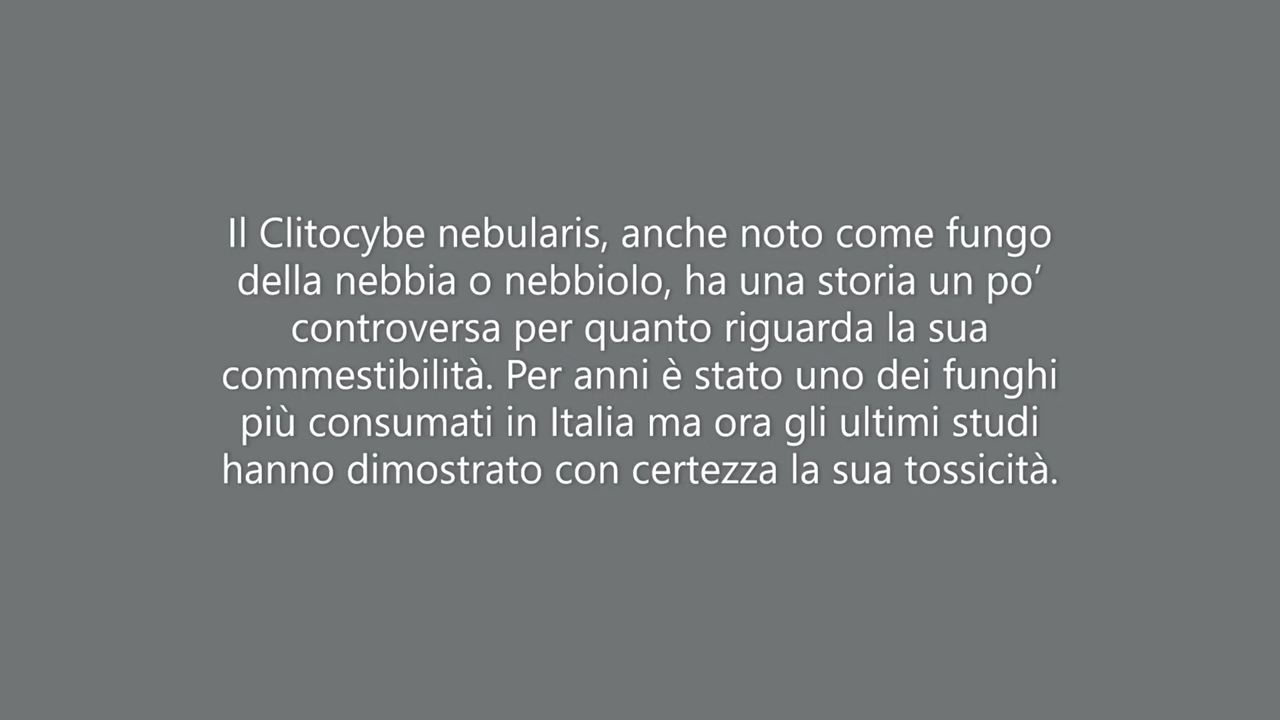 Il Clitocybe nebularis, anche noto come fungo
della nebbia o nebbiolo, ha una storia un po’
controversa per quanto riguarda la sua
commestibilità. Per anni è stato uno dei funghi
più consumati in Italia ma ora gli ultimi studi
hanno dimostrato con certezza la sua tossicità.